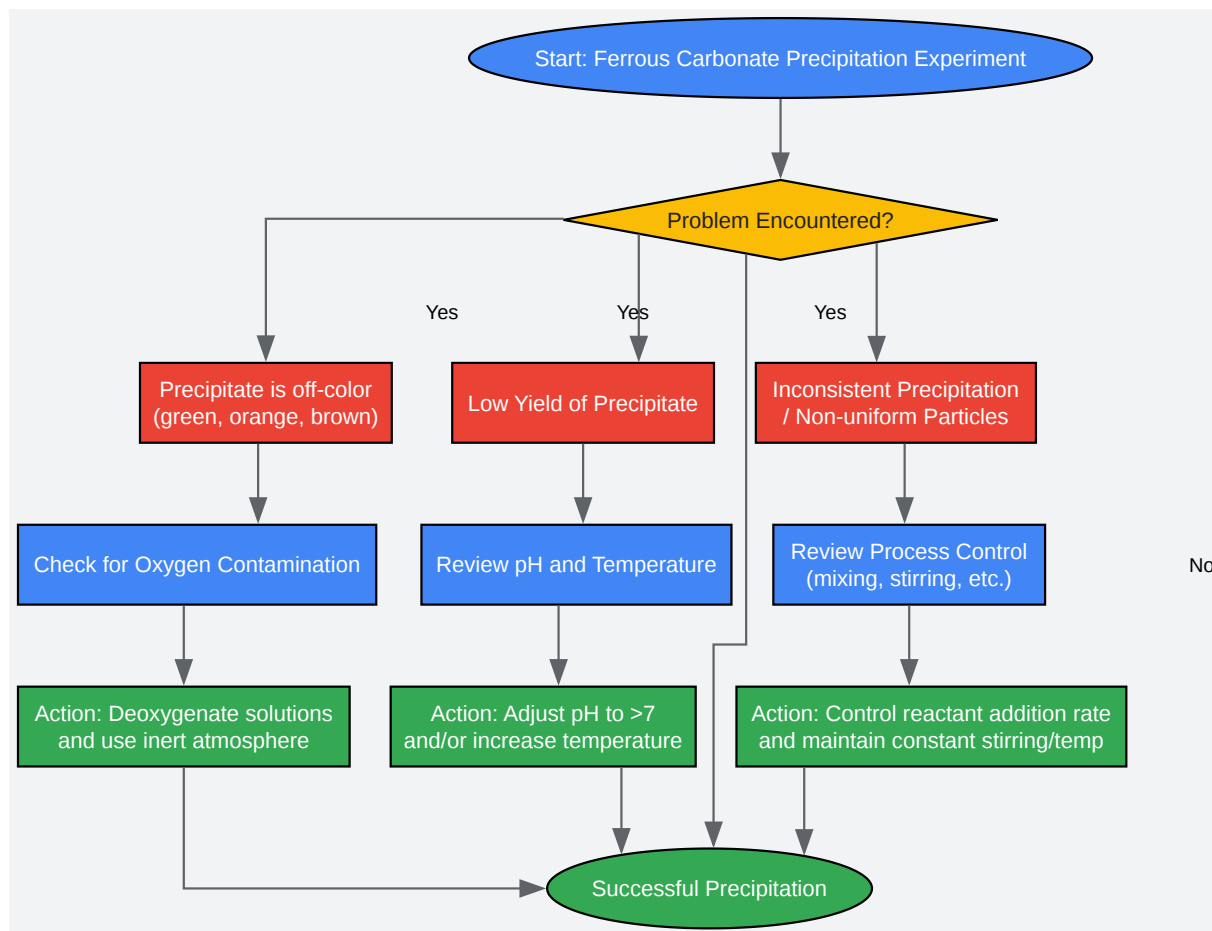 Start: Ferrous Carbonate Precipitation Experiment
Problem Encountered?
Yes
Yes
Yes
Precipitate is off-color
(green, orange, brown)
Low Yield of Precipitate
Inconsistent Precipitation
/ Non-uniform Particles
Check for Oxygen Contamination
Review pH and Temperature
Review Process Control
(mixing, stirring, etc.)
No
Action: Deoxygenate solutions
and use inert atmosphere
Action: Adjust pH to >7
and/or increase temperature
Action: Control reactant addition rate
and maintain constant stirring/temp
Successful Precipitation